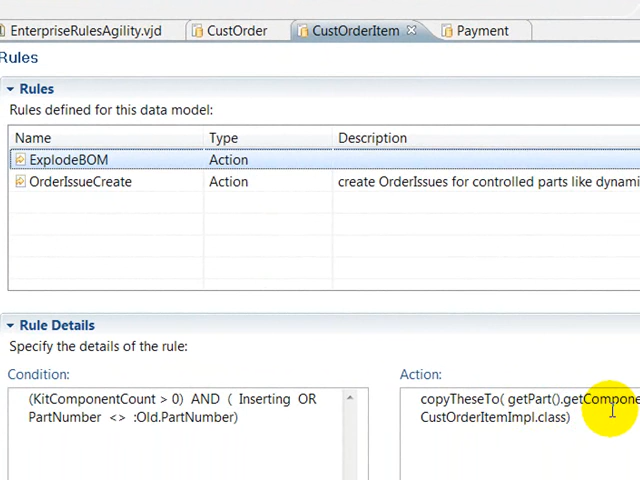 EnterpriseRulesAgility.vjd CustOrder CustOrderItem Payment
Rules
Rules
Rules defined for this data model:
Name Type Description
ExplodeBOM Action
OrderIssueCreate Action create OrderIssues for controlled parts like dynami
Rule Details
Specify the details of the rule:
Condition: Action:
(KitComponentCount > 0) AND ( Inserting OR
PartNumber <> :Old.PartNumber)
copyTheseTo( getPart().getCompone
CustOrderItemImpl.class)